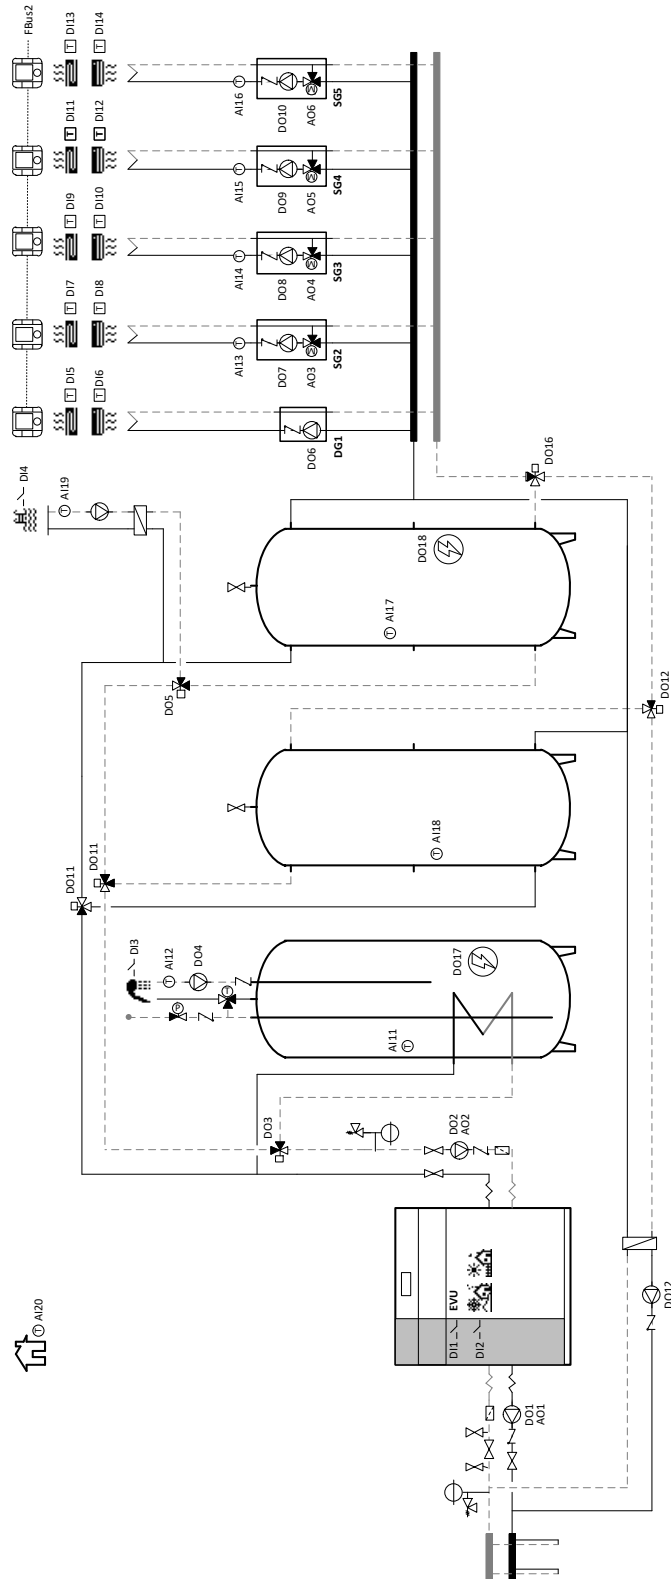 FBus2
T DI13
T DI14
T DI11
T DI12
T DI9
T DI10
T DI7
T DI8
T DI5
T DI6
T AI16
DO10
AO6
SG5
T AI15
DO9
AO5
SG4
T AI14
DO8
AO4
SG3
T AI13
DO7
AO3
SG2
DO6
DG1
DI4
T AI19
DO16
DO18
T AI17
DO5
DO12
DO11
DO11
T AI18
DI3
T AI12
DO4
P
T
DO17
T AI11
DO3
DO2
AO2
EVU
DI1
DI2
DO1
AO1
DO12
T AI20